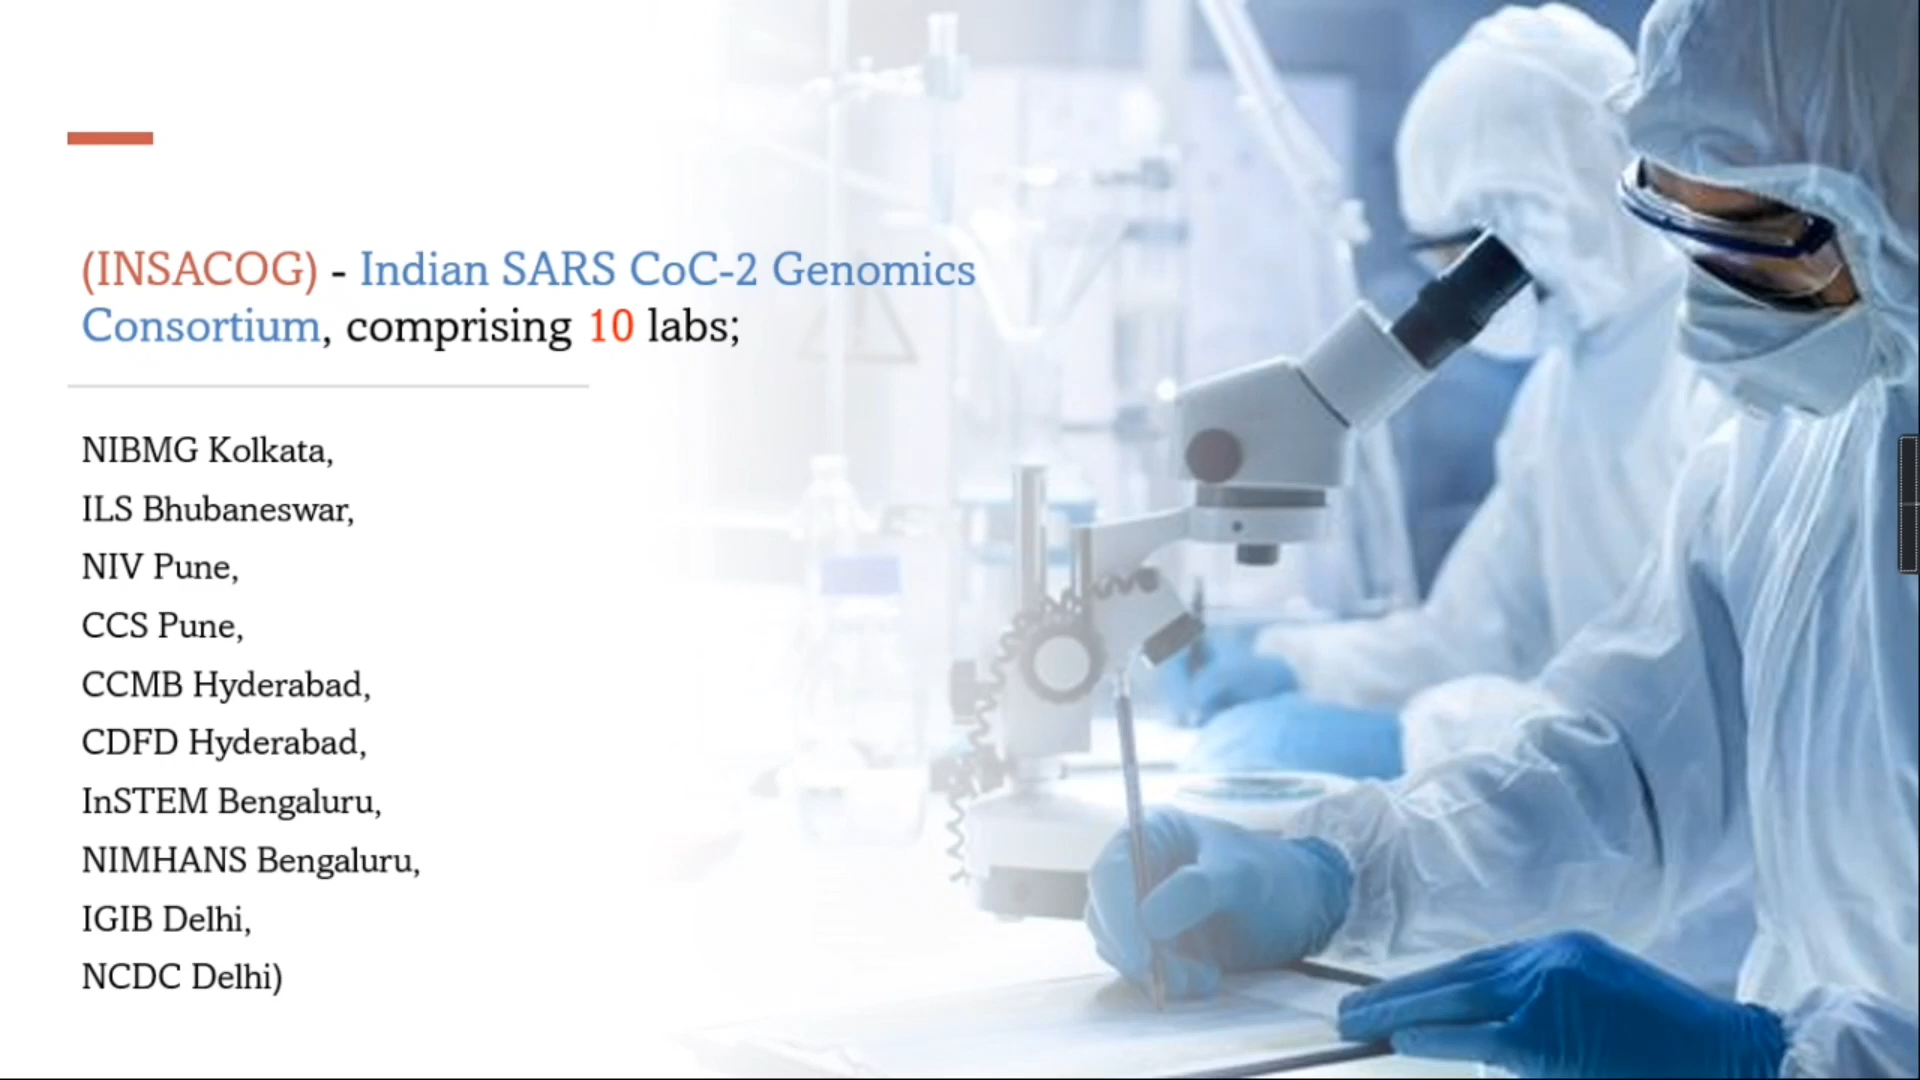 (INSACOG) - Indian SARS CoC-2 Genomics
Consortium, comprising 10 labs;
NIBMG Kolkata,
ILS Bhubaneswar,
NIV Pune,
CCS Pune,
CCMB Hyderabad,
CDFD Hyderabad,
InSTEM Bengaluru,
NIMHANS Bengaluru,
IGIB Delhi,
NCDC Delhi)